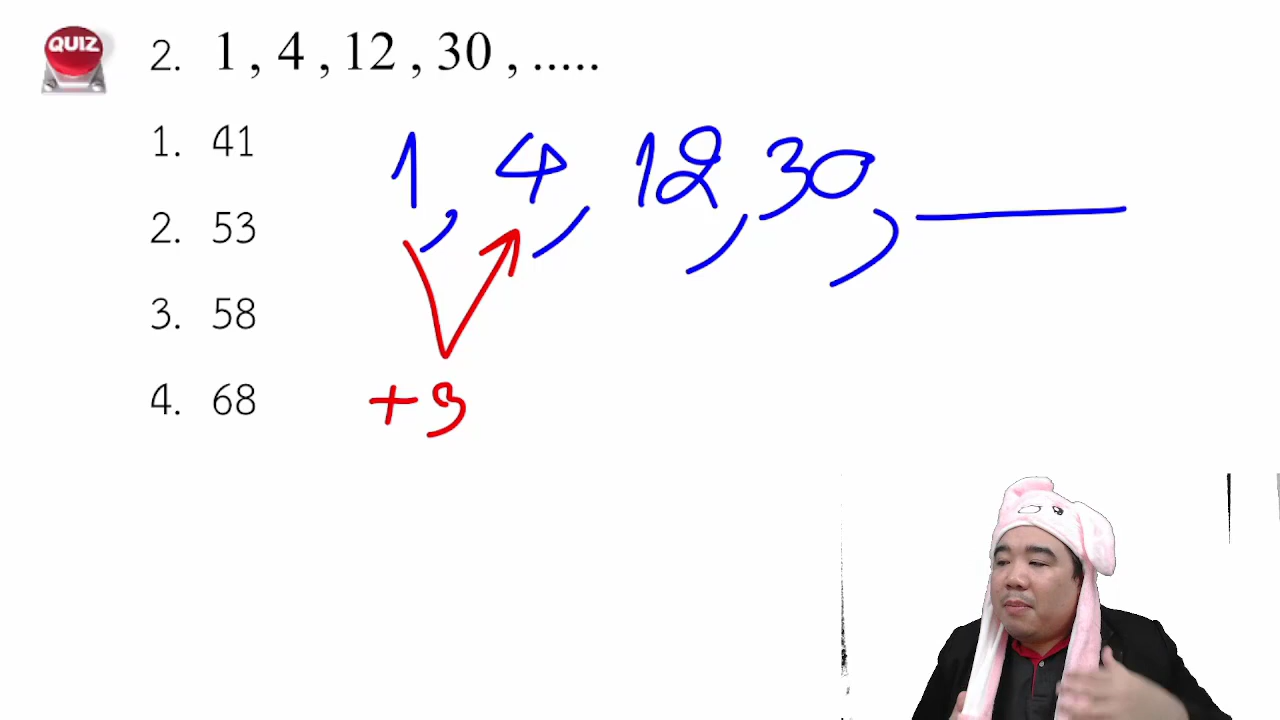 QUIZ
2. 1 , 4 , 12 , 30 , .....
1. 41
2. 53
3. 58
4. 68
1, 4, 12, 30,
+3